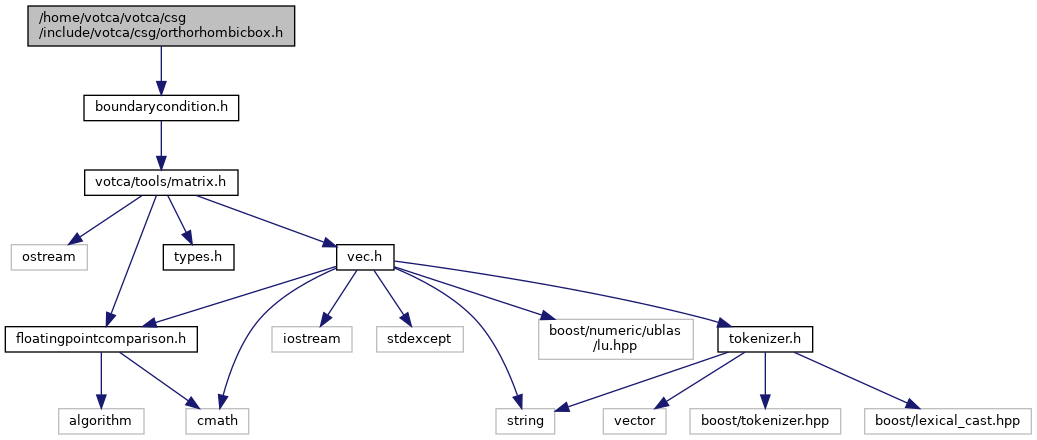 /home/votca/votca/csg
/include/votca/csg/orthorhombicbox.h
boundarycondition.h
votca/tools/matrix.h
ostream
types.h
vec.h
floatingpointcomparison.h
iostream
stdexcept
boost/numeric/ublas
/lu.hpp
tokenizer.h
algorithm
cmath
string
vector
boost/tokenizer.hpp
boost/lexical_cast.hpp